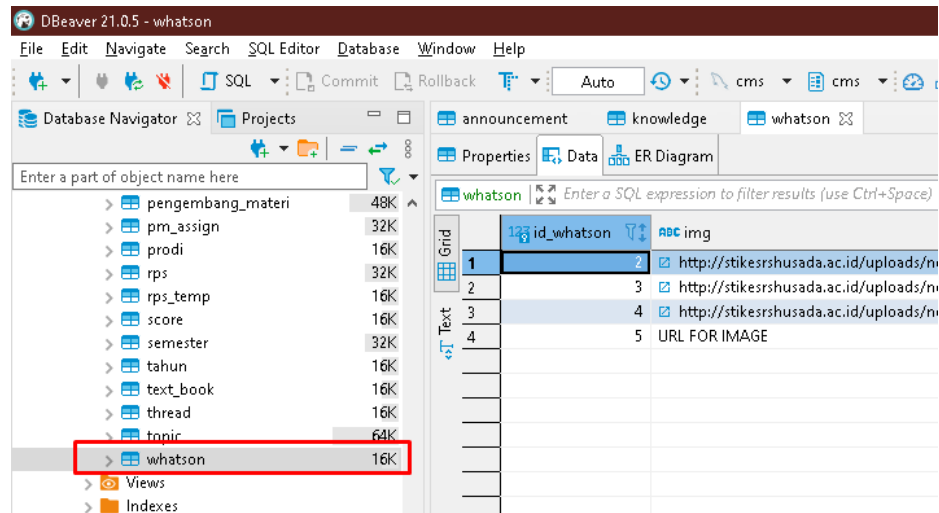 DBeaver 21.0.5 - whatson
File Edit Navigate Search SQL Editor Database Window Help
SQL Commit Rollback Auto cms cms
Database Navigator Projects
Enter a part of object name here
pengembang_materi 48K
pm_assign 32K
prodi 16K
rps 32K
rps_temp 16K
score 16K
semester 32K
tahun 16K
text_book 16K
thread 16K
topic 64K
whatson 16K
Views
Indexes
announcement knowledge whatson
Properties Data ER Diagram
whatson Enter a SQL expression to filter results (use Ctrl+Space)
Grid
Text
123 id_whatson ABC img
1 2 http://stikesrshusada.ac.id/uploads/n
2 3 http://stikesrshusada.ac.id/uploads/n
3 4 http://stikesrshusada.ac.id/uploads/n
4 5 URL FOR IMAGE